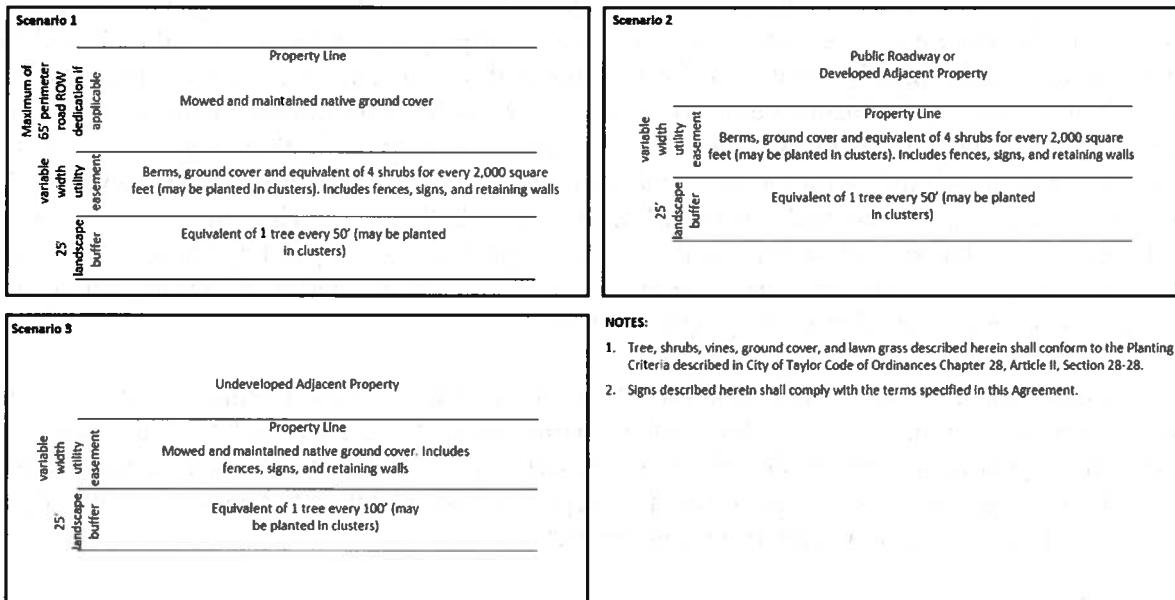 Scenario 1
Property Line
Maximum of
65' perimeter
road ROW
dedication if
applicable
Mowed and maintained native ground cover
variable
width
utility
easement
Berms, ground cover and equivalent of 4 shrubs for every 2,000 square
feet (may be planted in clusters). Includes fences, signs, and retaining walls
25'
landscape
buffer
Equivalent of 1 tree every 50' (may be planted
in clusters)
Scenario 2
Public Roadway or
Developed Adjacent Property
Property Line
variable
width
utility
easement
Berms, ground cover and equivalent of 4 shrubs for every 2,000 square
feet (may be planted in clusters). Includes fences, signs, and retaining walls
25'
landscape
buffer
Equivalent of 1 tree every 50' (may be planted
in clusters)
Scenario 3
Undeveloped Adjacent Property
Property Line
variable
width
utility
easement
Mowed and maintained native ground cover. Includes
fences, signs, and retaining walls
25'
landscape
buffer
Equivalent of 1 tree every 100' (may
be planted in clusters)
NOTES:
1. Tree, shrubs, vines, ground cover, and lawn grass described herein shall conform to the Planting
Criteria described in City of Taylor Code of Ordinances Chapter 28, Article II, Section 28-28.
2. Signs described herein shall comply with the terms specified in this Agreement.